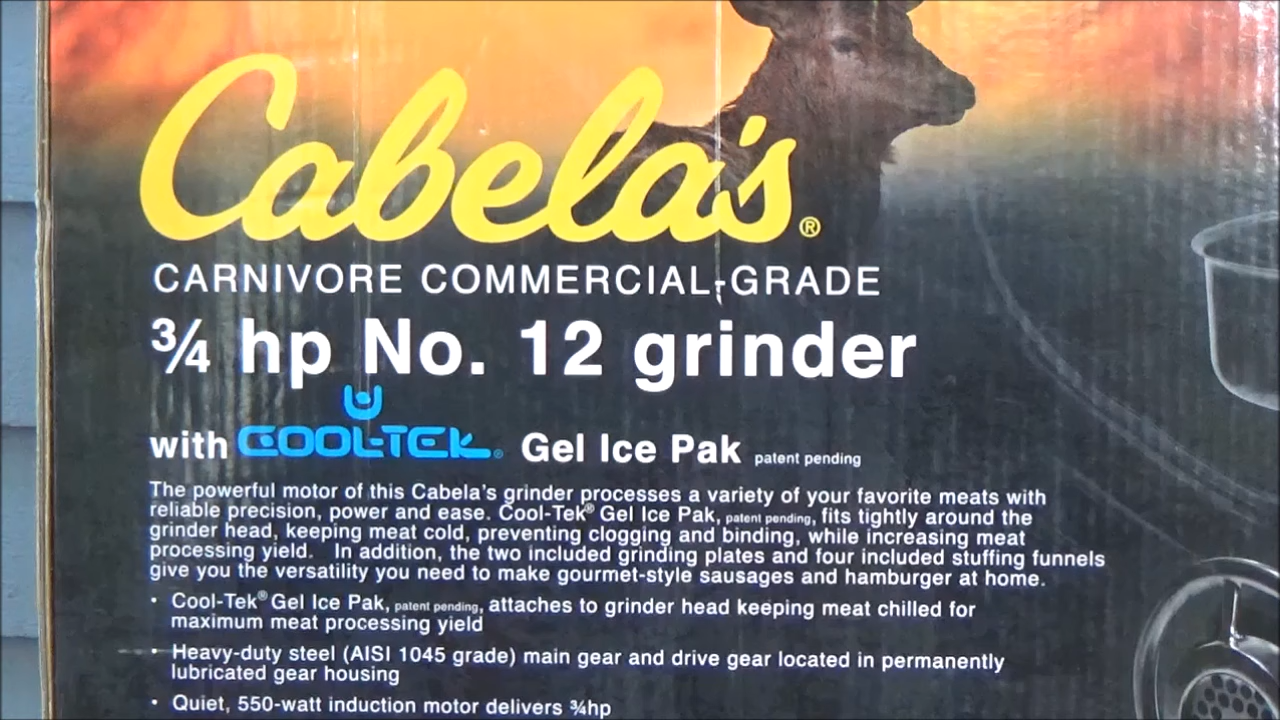 Cabela's®
CARNIVORE COMMERCIAL-GRADE
¾ hp No. 12 grinder
with COOL-TEK® Gel Ice Pak patent pending
The powerful motor of this Cabela's grinder processes a variety of your favorite meats with
reliable precision, power and ease. Cool-Tek® Gel Ice Pak, patent pending, fits tightly around the
grinder head, keeping meat cold, preventing clogging and binding, while increasing meat
processing yield. In addition, the two included grinding plates and four included stuffing funnels
give you the versatility you need to make gourmet-style sausages and hamburger at home.
• Cool-Tek® Gel Ice Pak, patent pending, attaches to grinder head keeping meat chilled for
maximum meat processing yield
• Heavy-duty steel (AISI 1045 grade) main gear and drive gear located in permanently
lubricated gear housing
• Quiet, 550-watt induction motor delivers ¾hp